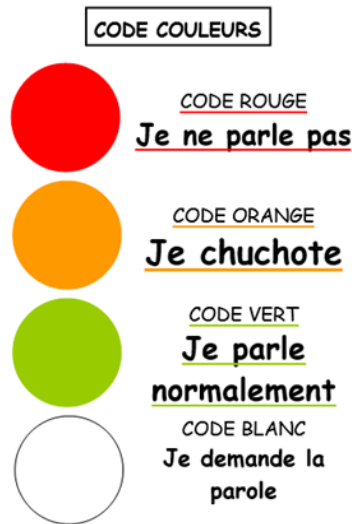 CODE COULEURS
CODE ROUGE
Je ne parle pas
CODE ORANGE
Je chuchote
CODE VERT
Je parle
normalement
CODE BLANC
Je demande la
parole